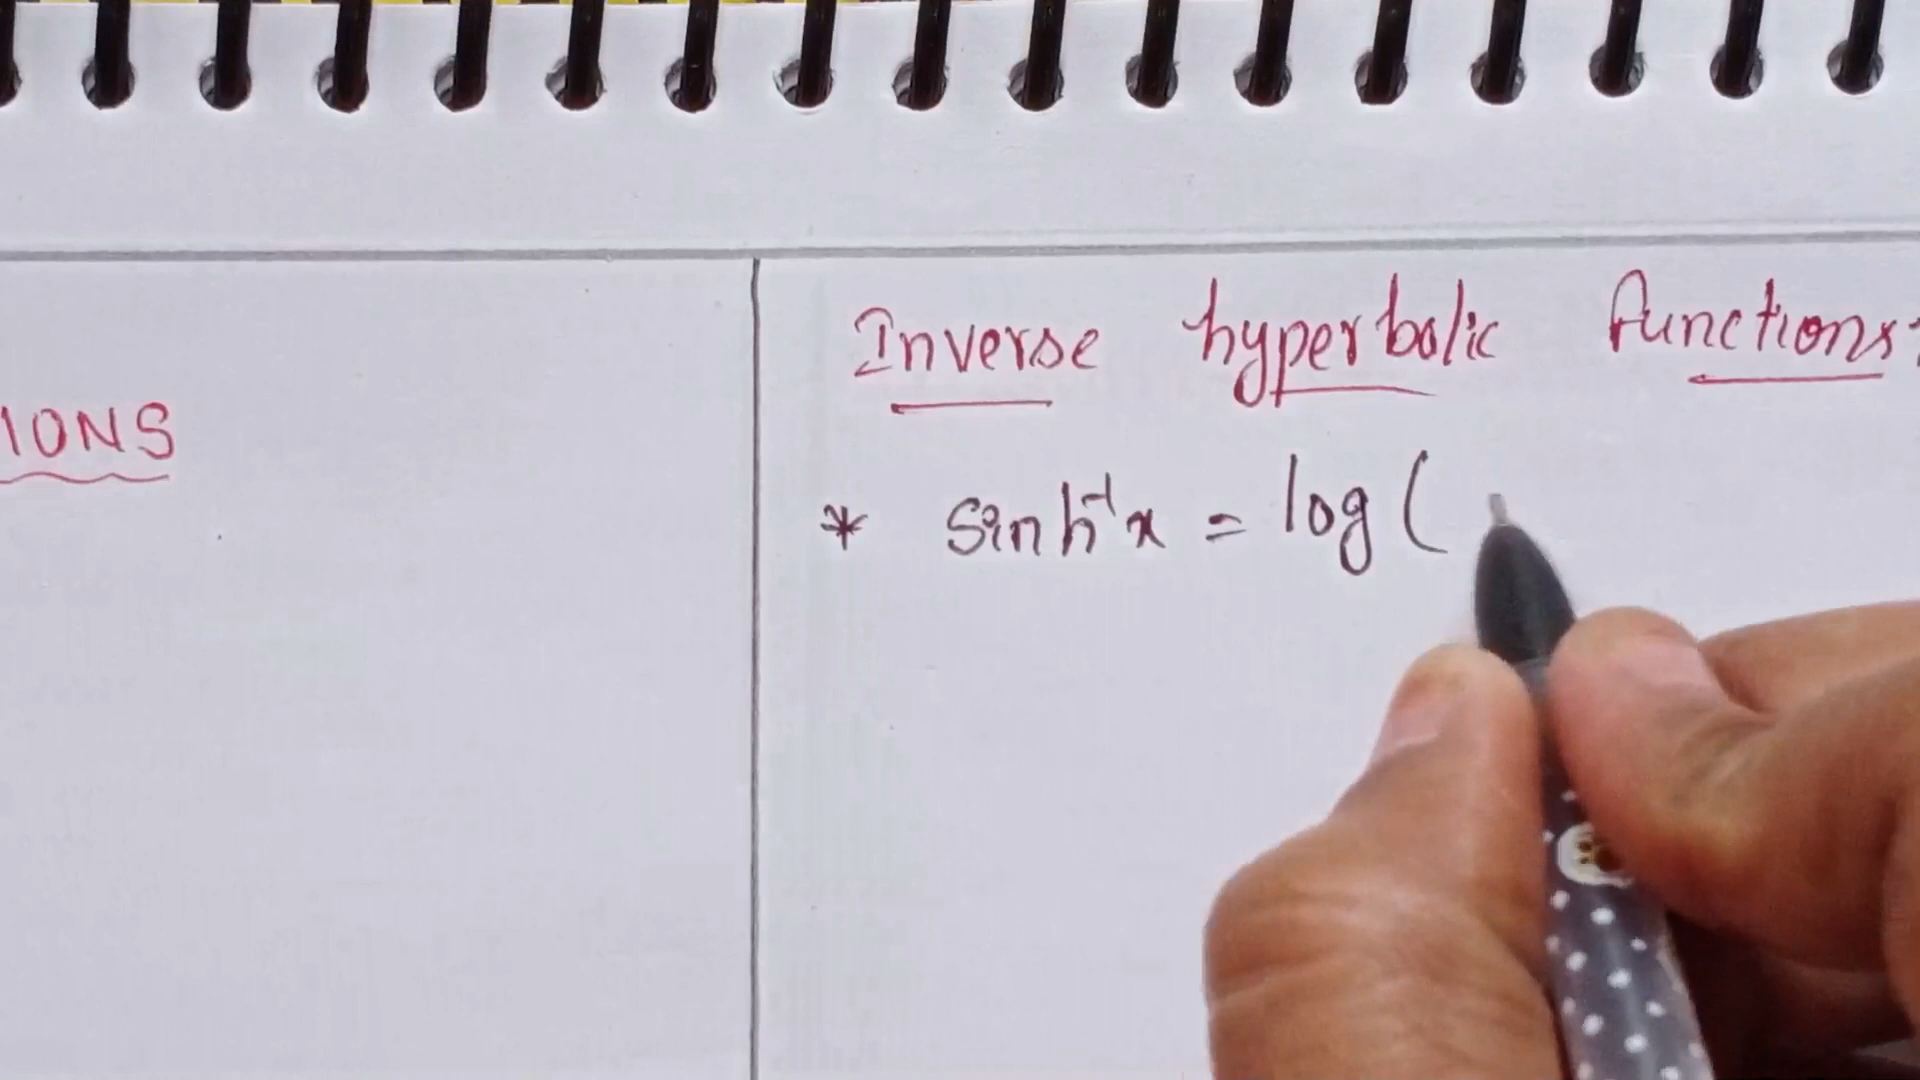 IONS
Inverse hyperbolic functions:
* Sinh⁻¹x = log (